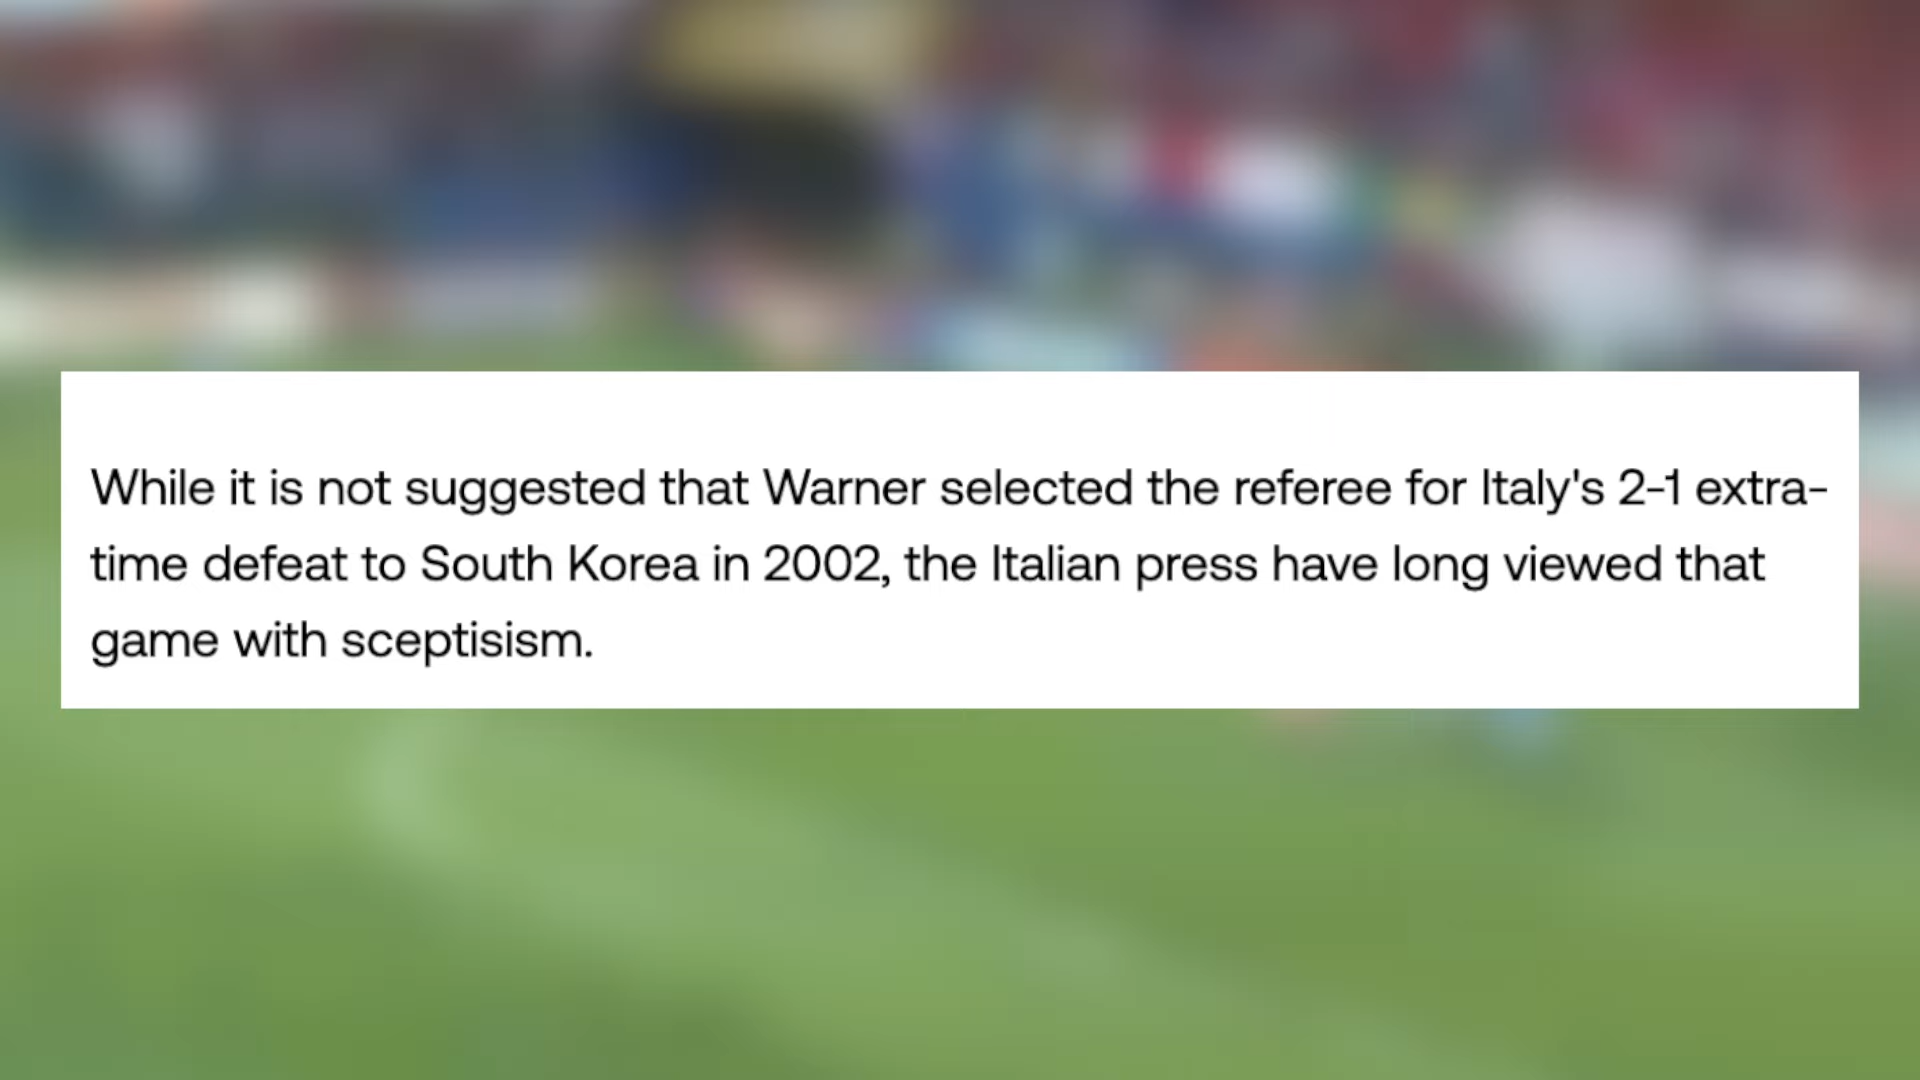 While it is not suggested that Warner selected the referee for Italy's 2-1 extra-
time defeat to South Korea in 2002, the Italian press have long viewed that
game with sceptisism.